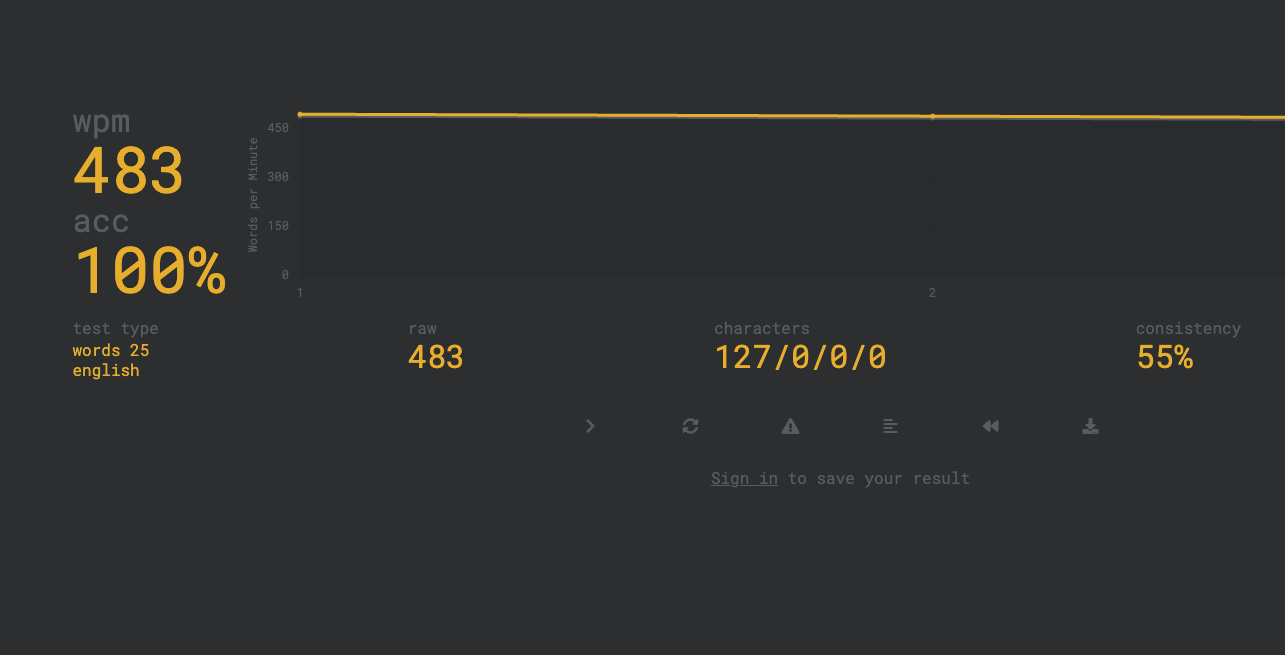 wpm
483
acc
100%
Words per Minute
450
300
150
0
1
2
test type
words 25
english
raw
483
characters
127/0/0/0
consistency
55%
Sign in to save your result